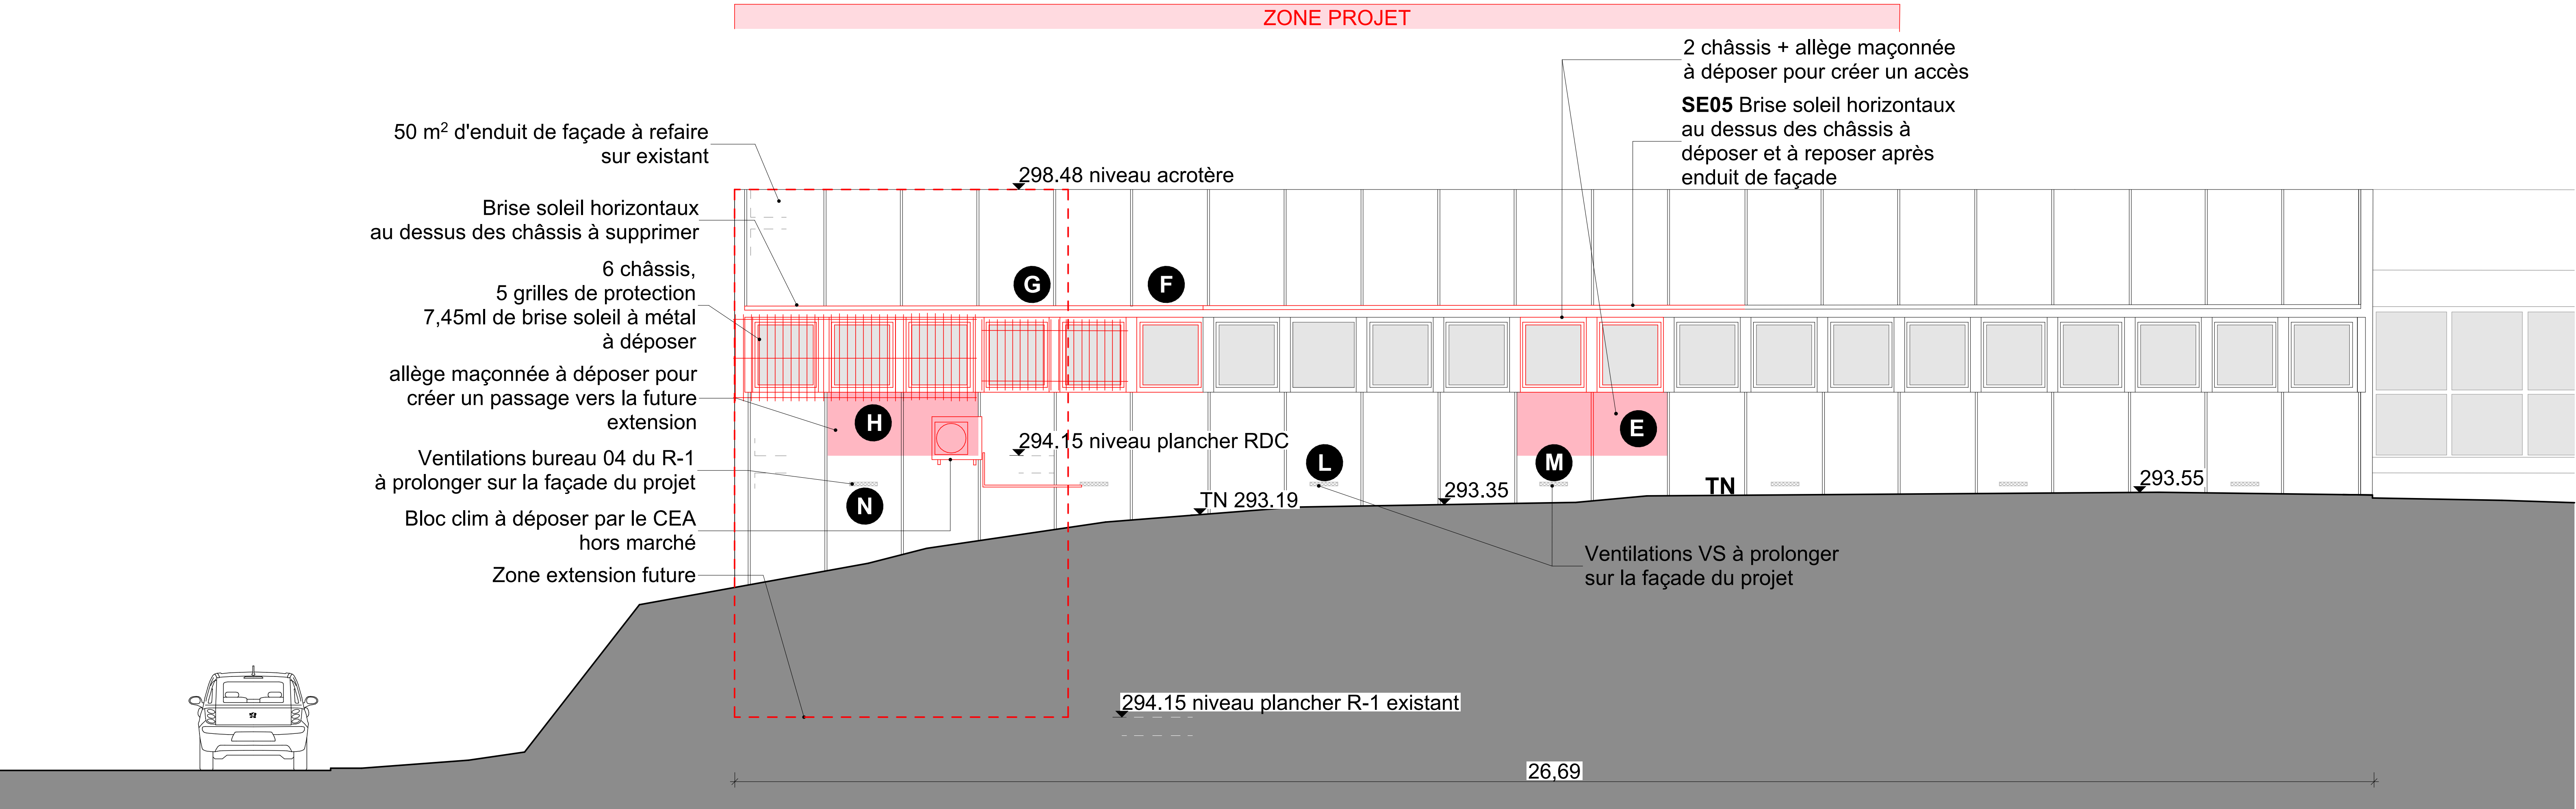 ZONE PROJET
2 châssis + allège maçonnée
à déposer pour créer un accès
SE05 Brise soleil horizontaux
au dessus des châssis à
déposer et à reposer après
enduit de façade
50 m² d'enduit de façade à refaire
sur existant
298.48 niveau acrotère
Brise soleil horizontaux
au dessus des châssis à supprimer
6 châssis,
5 grilles de protection
7,45ml de brise soleil à métal
à déposer
G
F
allège maçonnée à déposer pour
créer un passage vers la future
extension
H
E
294.15 niveau plancher RDC
Ventilations bureau 04 du R-1
à prolonger sur la façade du projet
L
M
N
TN 293.19
293.35
TN
293.55
Bloc clim à déposer par le CEA
hors marché
Ventilations VS à prolonger
sur la façade du projet
Zone extension future
294.15 niveau plancher R-1 existant
26,69